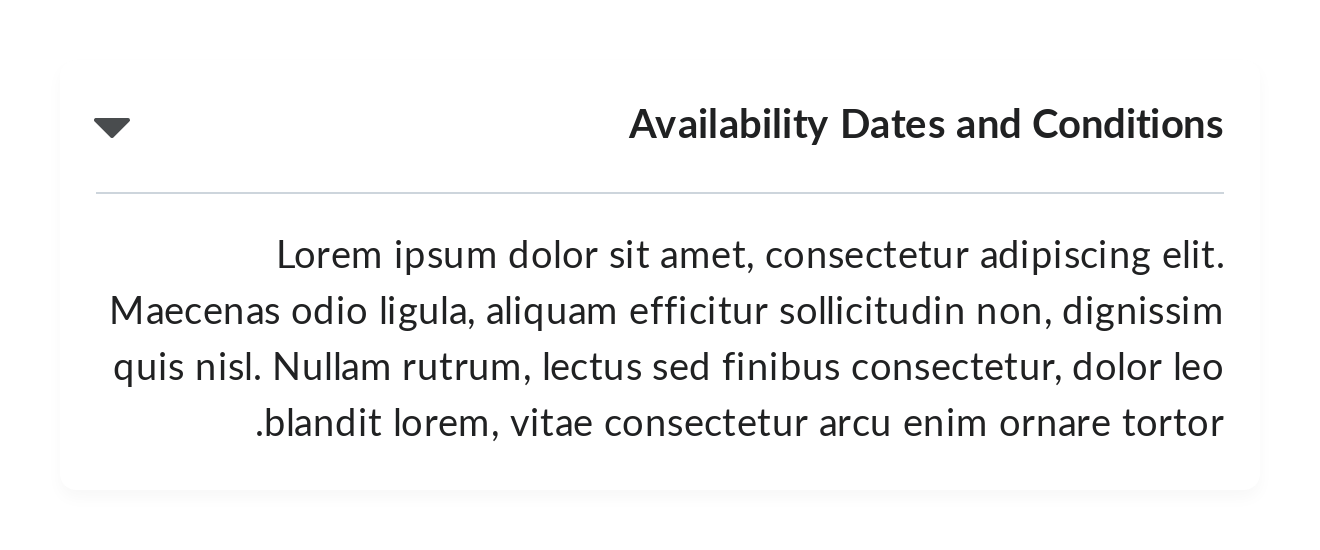 Availability Dates and Conditions
Lorem ipsum dolor sit amet, consectetur adipiscing elit.
Maecenas odio ligula, aliquam efficitur sollicitudin non, dignissim
quis nisl. Nullam rutrum, lectus sed finibus consectetur, dolor leo
.blandit lorem, vitae consectetur arcu enim ornare tortor